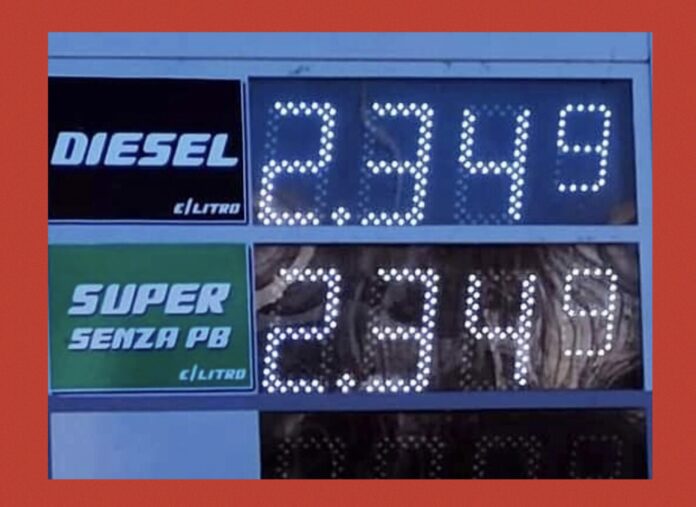 DIESEL
€/LITRO
2.349
SUPER
SENZA PB
€/LITRO
2.349